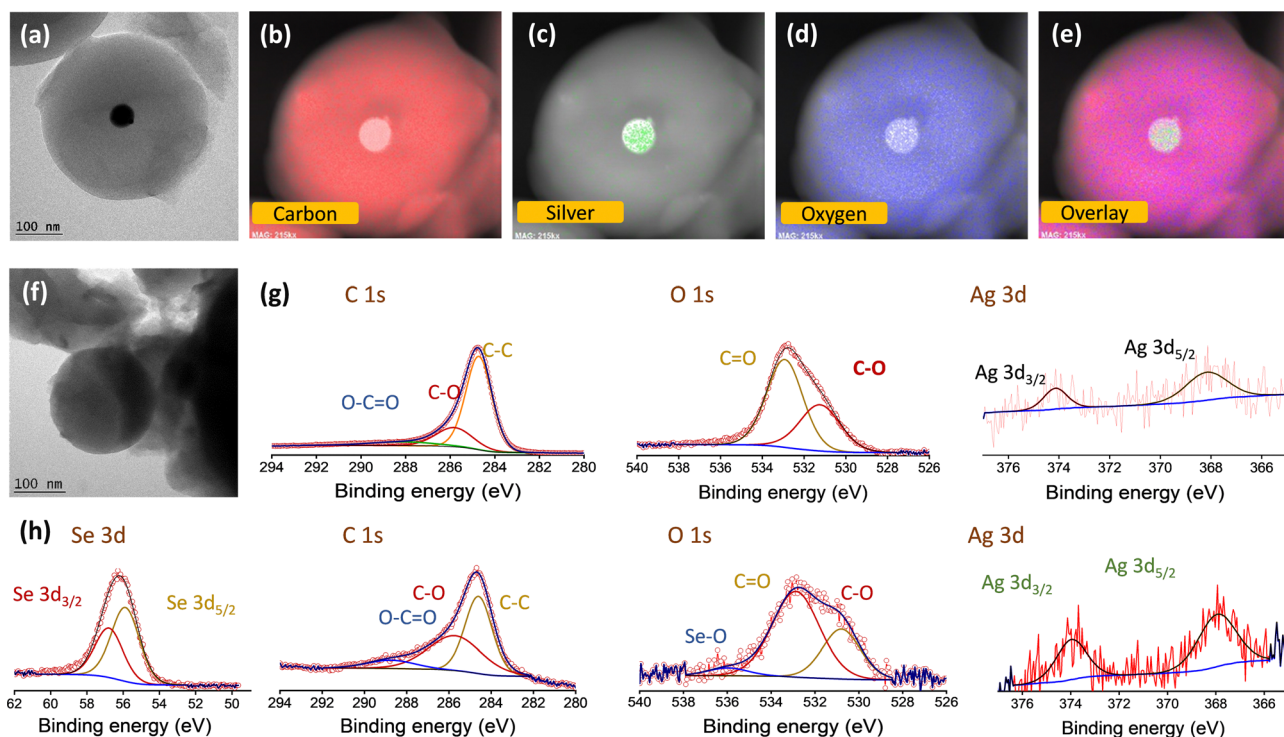 (a)
100 nm
(b)
Carbon
MAG: 215kx
(c)
Silver
MAG: 215kx
(d)
Oxygen
MAG: 215kx
(e)
Overlay
MAG: 215kx
(f)
100 nm
(g)
C 1s
C-C
C-O
O-C=O
294 292 290 288 286 284 282 280
Binding energy (eV)
O 1s
C=O
C-O
540 538 536 534 532 530 528 526
Binding energy (eV)
Ag 3d
Ag 3d5/2
Ag 3d3/2
376 374 372 370 368 366
Binding energy (eV)
(h)
Se 3d
Se 3d3/2
Se 3d5/2
62 60 58 56 54 52 50
Binding energy (eV)
C 1s
C-O
C-C
O-C=O
294 292 290 288 286 284 282 280
Binding energy (eV)
O 1s
C=O
C-O
Se-O
540 538 536 534 532 530 528 526
Binding energy (eV)
Ag 3d
Ag 3d5/2
Ag 3d3/2
376 374 372 370 368 366
Binding energy (eV)